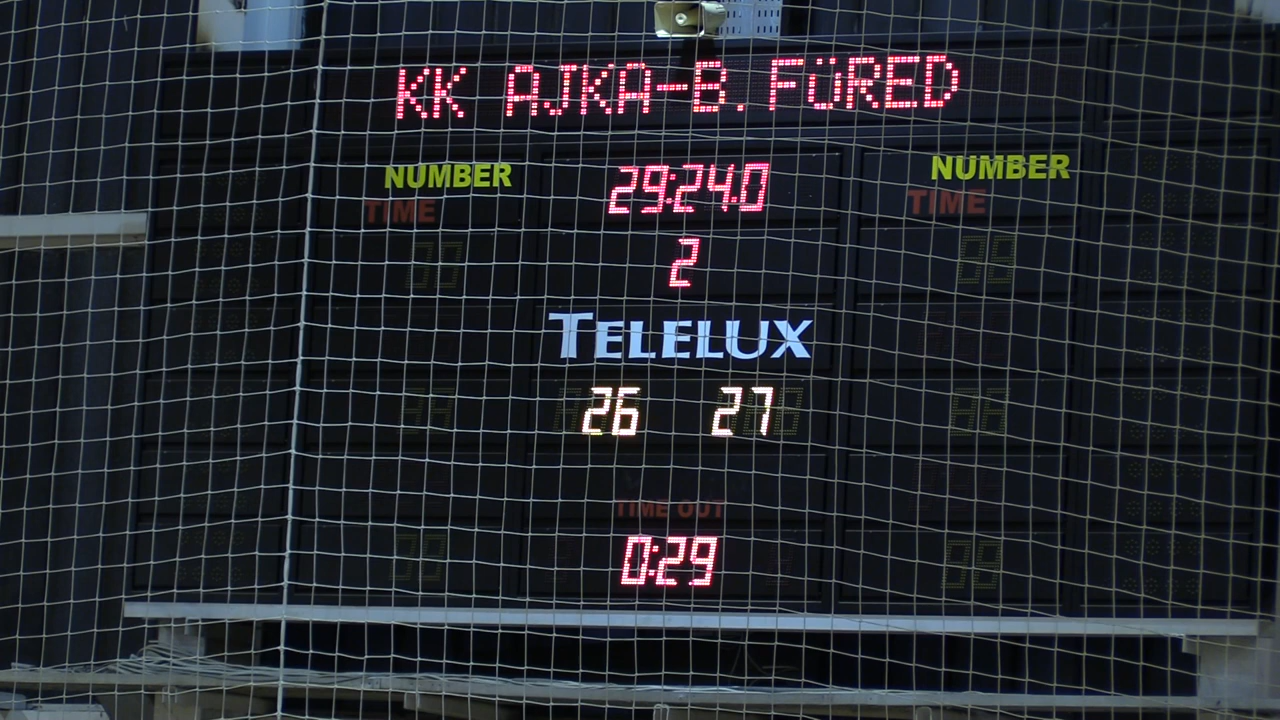 KK AJKA-B.FÜRED
NUMBER 29:24.0 NUMBER
TIME TIME
2
TELELUX
26 27
TIME OUT
0:29